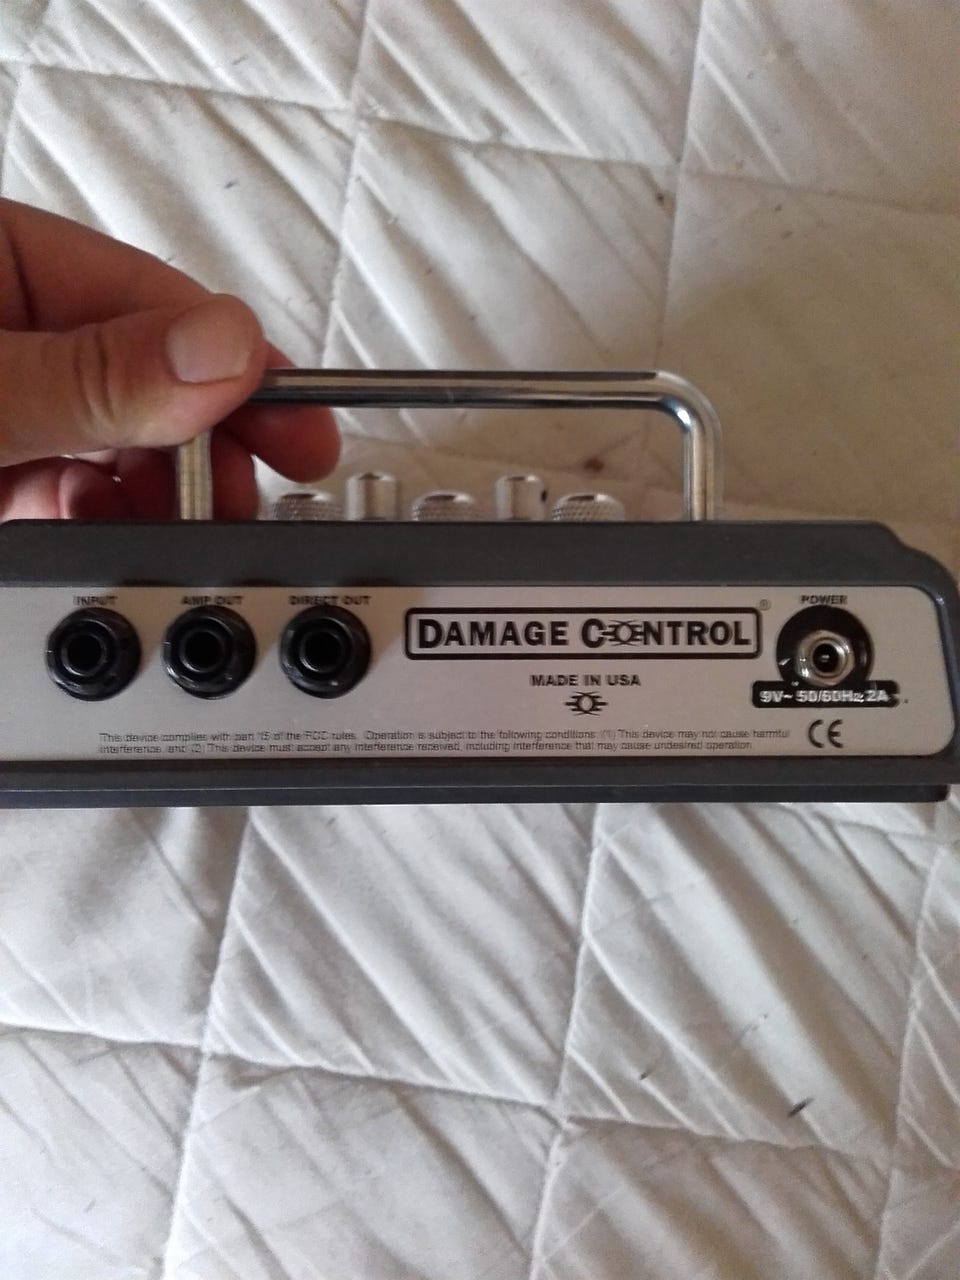 INPUT
AMP OUT
DIRECT OUT
DAMAGE CONTROL
®
POWER
MADE IN USA
9V~ 50/60Hz 2A
This device complies with part 15 of the FCC rules. Operation is subject to the following conditions: (1) This device may not cause harmful
interference, and (2) This device must accept any interference received, including interference that may cause undesired operation.
CE